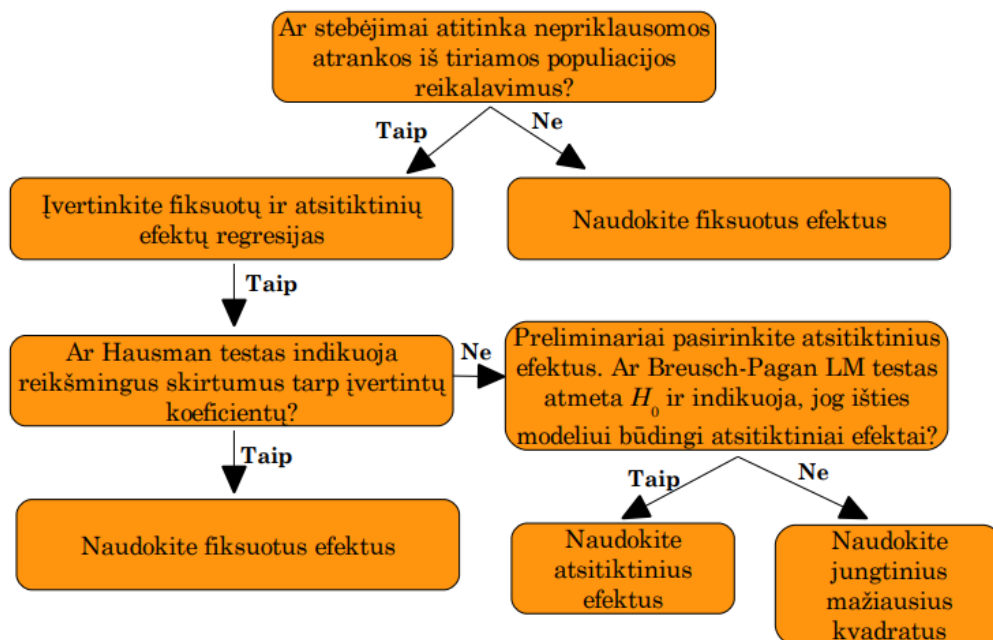 Ar stebėjimai atitinka nepriklausomos
atrankos iš tiriamos populiacijos
reikalavimus?
Taip
Ne
Įvertinkite fiksuotų ir atsitiktinių
efektų regresijas
Naudokite fiksuotus efektus
Taip
Ar Hausman testas indikuoja
reikšmingus skirtumus tarp įvertintų
koeficientų?
Ne
Preliminariai pasirinkite atsitiktinius
efektus. Ar Breusch-Pagan LM testas
atmeta H₀ ir indikuoja, jog išties
modeliui būdingi atsitiktiniai efektai?
Taip
Naudokite fiksuotus efektus
Taip
Ne
Naudokite
atsitiktinius
efektus
Naudokite
jungtinius
mažiausius
kvadratus